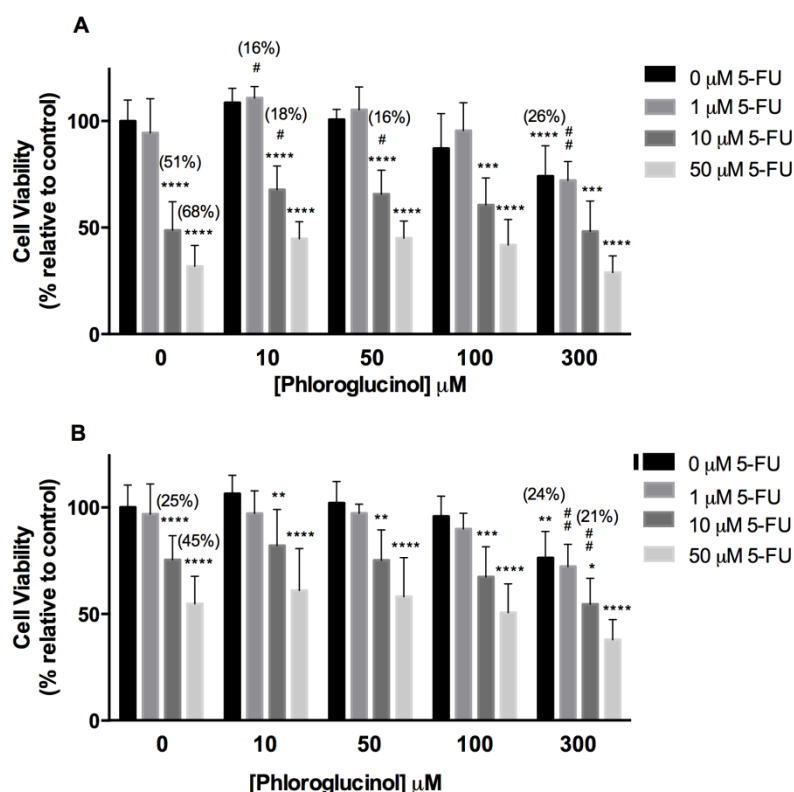 A
Cell Viability
(% relative to control)
100
50
0
(51%)
****
(68%)
****
(16%)
#
(18%)
#
****
****
(16%)
#
****
****
***
****
(26%)
****
#
#
***
****
0 10 50 100 300
[Phloroglucinol] μM
0 μM 5-FU
1 μM 5-FU
10 μM 5-FU
50 μM 5-FU
B
Cell Viability
(% relative to control)
100
50
0
(25%)
****
(45%)
****
**
****
**
****
***
****
(24%)
**
#
#
(21%)
#
#
*
****
0 10 50 100 300
[Phloroglucinol] μM
0 μM 5-FU
1 μM 5-FU
10 μM 5-FU
50 μM 5-FU